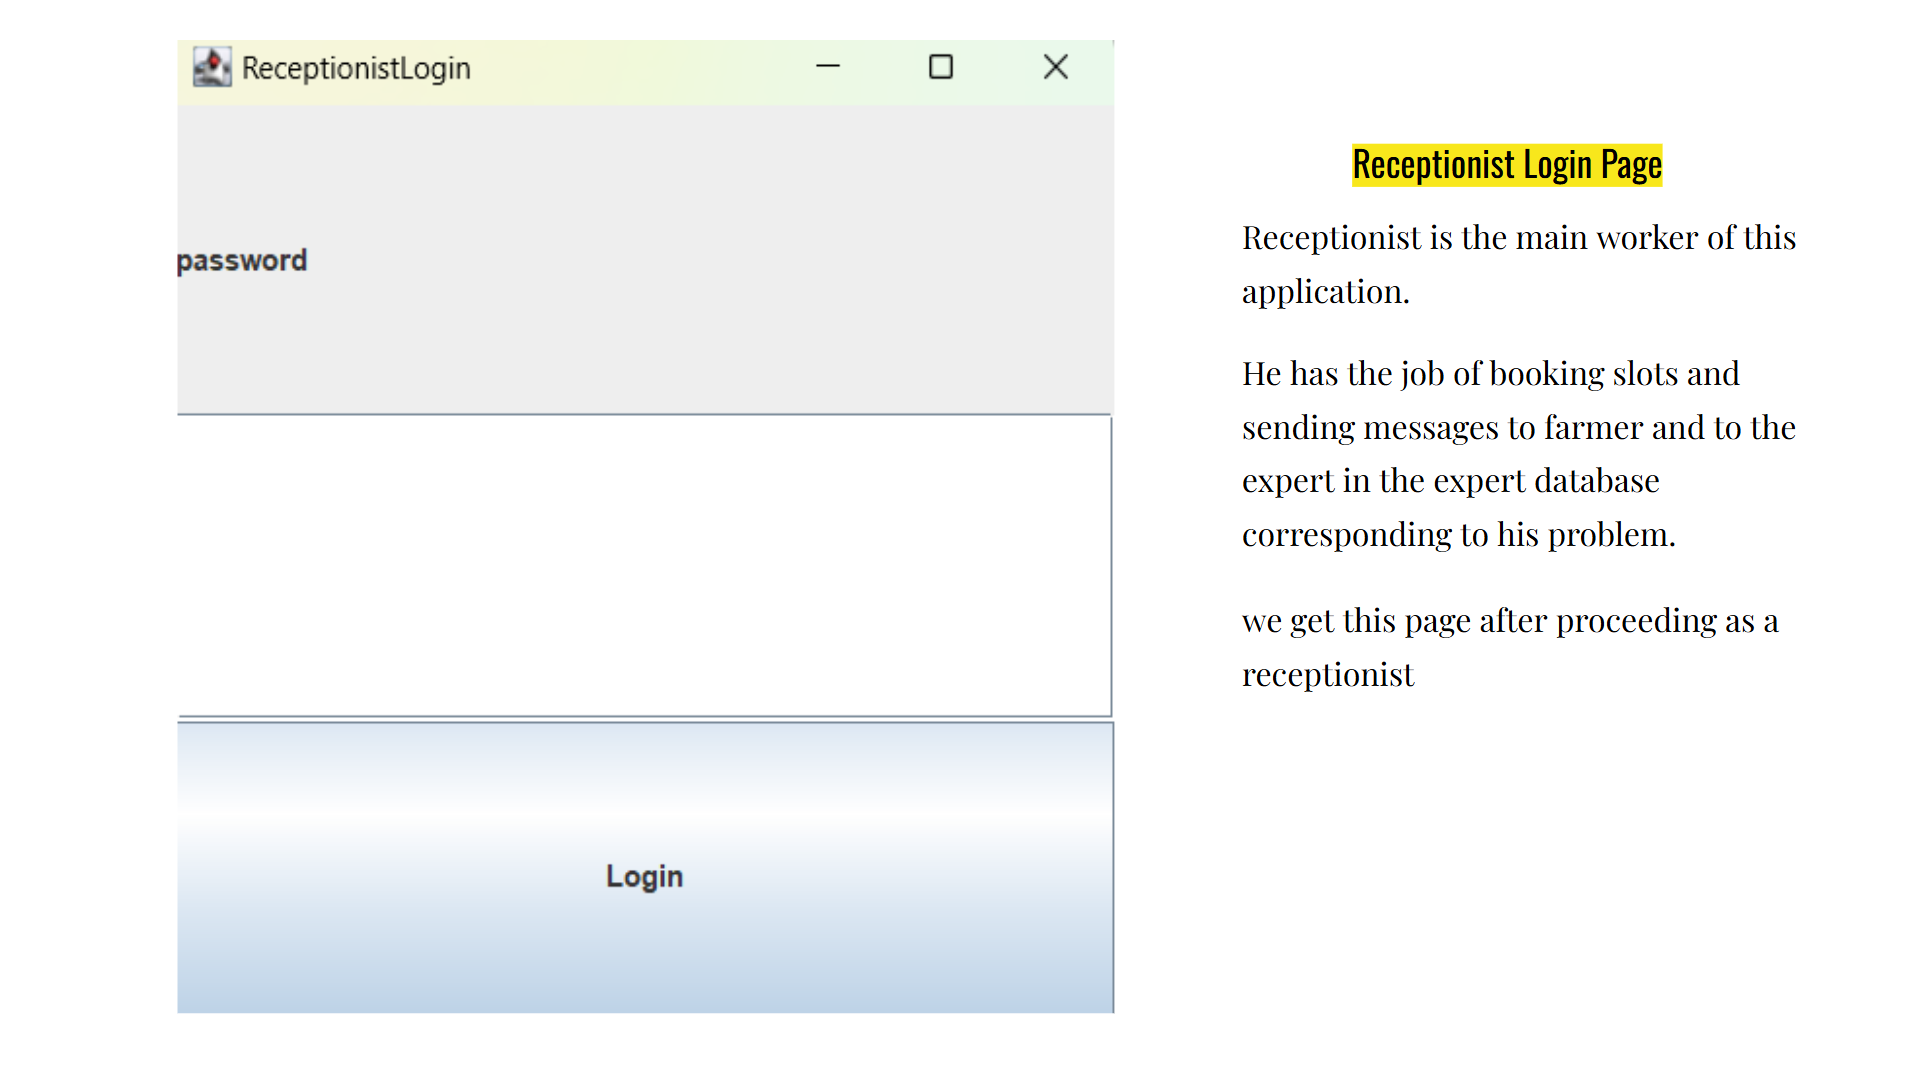 ReceptionistLogin
password
Login
Receptionist Login Page
Receptionist is the main worker of this
application.
He has the job of booking slots and
sending messages to farmer and to the
expert in the expert database
corresponding to his problem.
we get this page after proceeding as a
receptionist